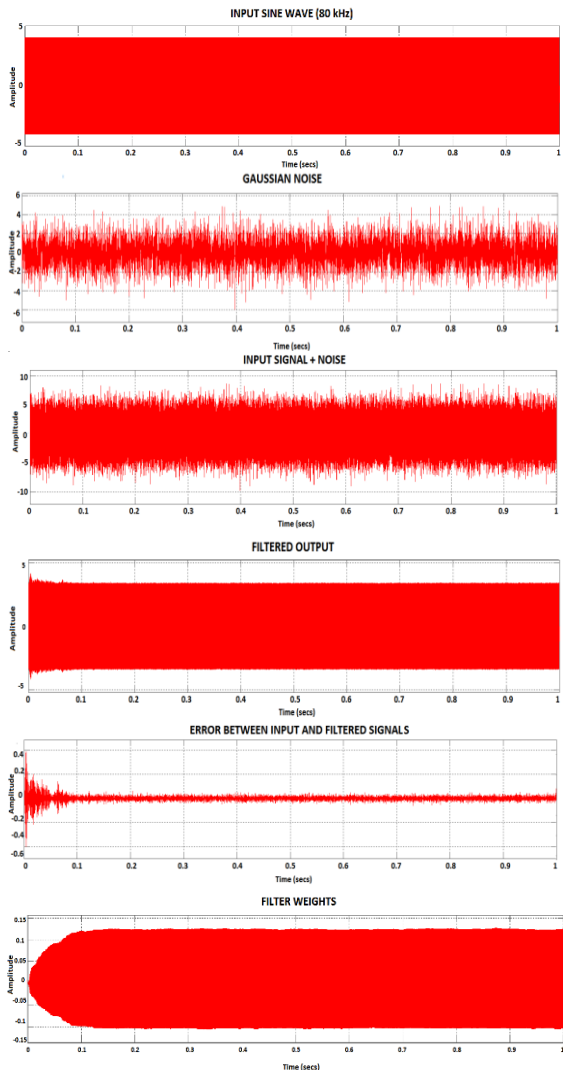 INPUT SINE WAVE (80 kHz)
5
0
-5
Amplitude
0 0.1 0.2 0.3 0.4 0.5 0.6 0.7 0.8 0.9 1
Time (secs)
GAUSSIAN NOISE
6
4
2
0
-2
-4
-6
Amplitude
0 0.1 0.2 0.3 0.4 0.5 0.6 0.7 0.8 0.9 1
Time (secs)
INPUT SIGNAL + NOISE
10
5
0
-5
-10
Amplitude
0 0.1 0.2 0.3 0.4 0.5 0.6 0.7 0.8 0.9 1
Time (secs)
FILTERED OUTPUT
5
0
-5
Amplitude
0 0.1 0.2 0.3 0.4 0.5 0.6 0.7 0.8 0.9 1
Time (secs)
ERROR BETWEEN INPUT AND FILTERED SIGNALS
0.4
0.2
0
-0.2
-0.4
-0.6
Amplitude
0 0.1 0.2 0.3 0.4 0.5 0.6 0.7 0.8 0.9 1
Time (secs)
FILTER WEIGHTS
0.15
0.1
0.05
0
-0.05
-0.1
-0.15
Amplitude
0 0.1 0.2 0.3 0.4 0.5 0.6 0.7 0.8 0.9 1
Time (secs)